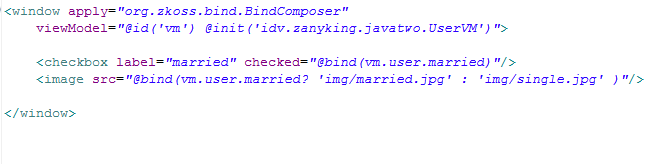 <window apply="org.zkoss.bind.BindComposer"
viewModel="@id('vm') @init('idv.zanyking.javatwo.UserVM')">
<checkbox label="married" checked="@bind(vm.user.married)"/>
<image src="@bind(vm.user.married? 'img/married.jpg' : 'img/single.jpg' )"/>
</window>